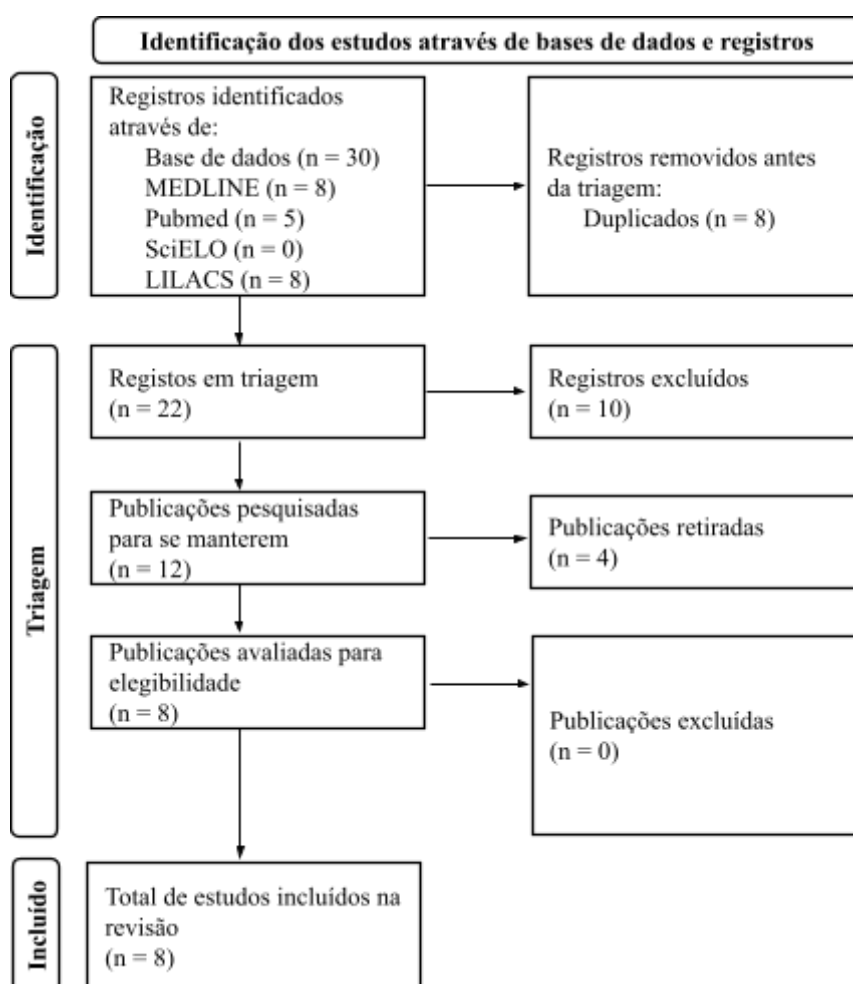 Identificação dos estudos através de bases de dados e registros
Identificação
Registros identificados
através de:
Base de dados (n = 30)
MEDLINE (n = 8)
Pubmed (n = 5)
SciELO (n = 0)
LILACS (n = 8)
Registros removidos antes
da triagem:
Duplicados (n = 8)
Triagem
Registos em triagem
(n = 22)
Registros excluídos
(n = 10)
Publicações pesquisadas
para se manterem
(n = 12)
Publicações retiradas
(n = 4)
Publicações avaliadas para
elegibilidade
(n = 8)
Publicações excluídas
(n = 0)
Incluído
Total de estudos incluídos na
revisão
(n = 8)